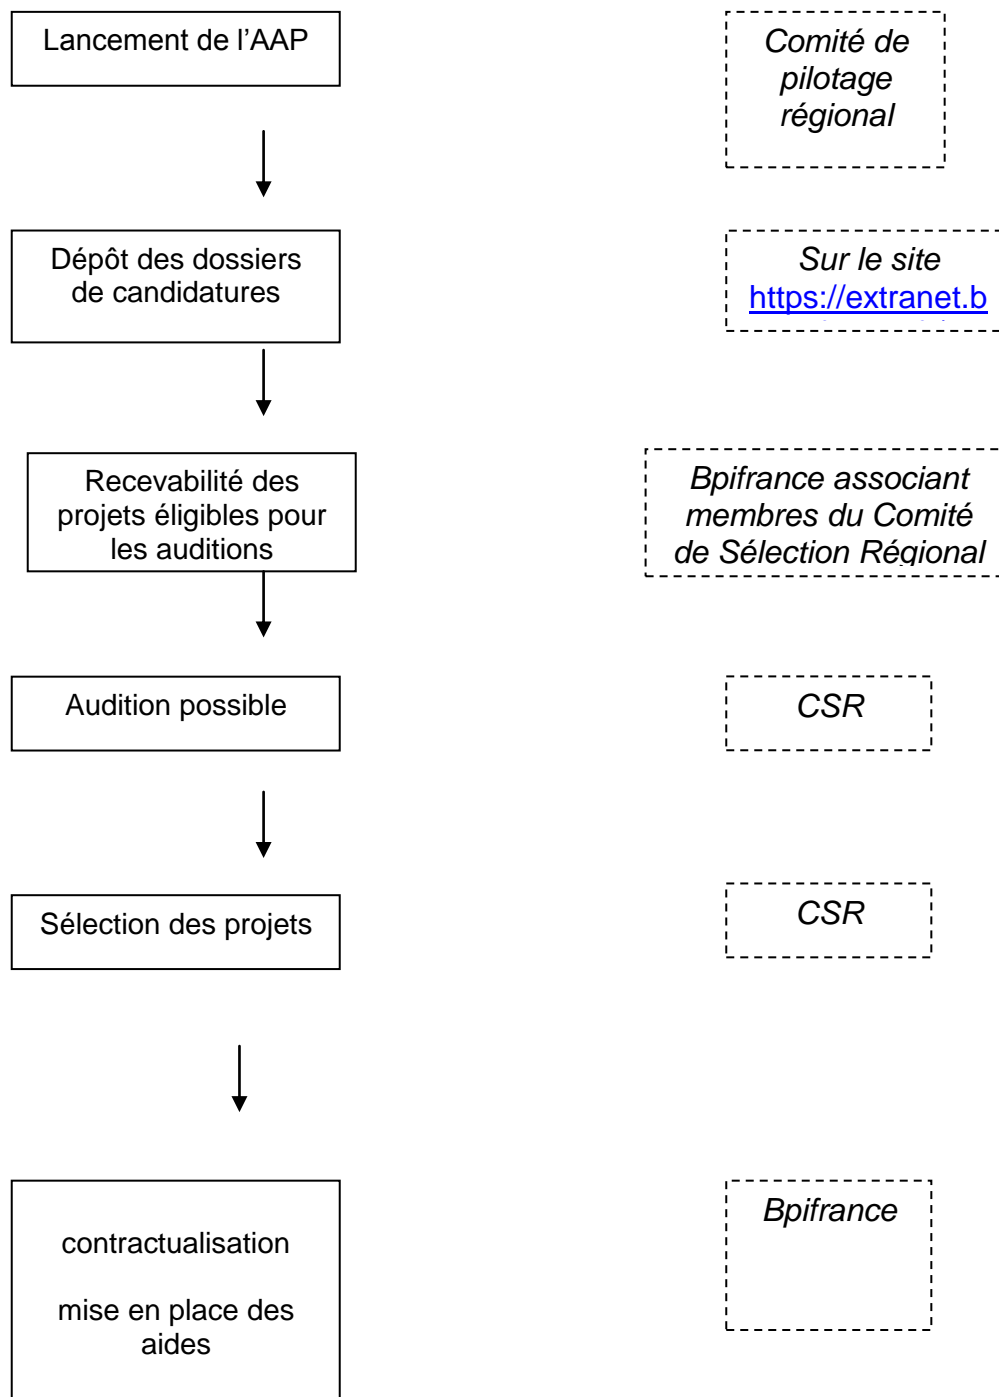 Lancement de l’AAP
Comité de
pilotage
régional
Dépôt des dossiers
de candidatures
Sur le site
https://extranet.b
Recevabilité des
projets éligibles pour
les auditions
Bpifrance associant
membres du Comité
de Sélection Régional
Audition possible
CSR
Sélection des projets
CSR
contractualisation
mise en place des
aides
Bpifrance